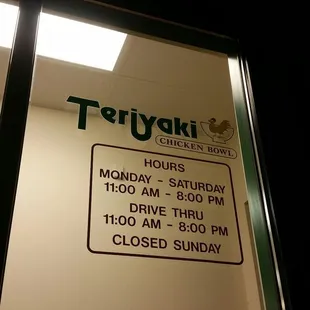 Teriyaki
CHICKEN BOWL
HOURS
MONDAY - SATURDAY
11:00 AM - 8:00 PM
DRIVE THRU
11:00 AM - 8:00 PM
CLOSED SUNDAY